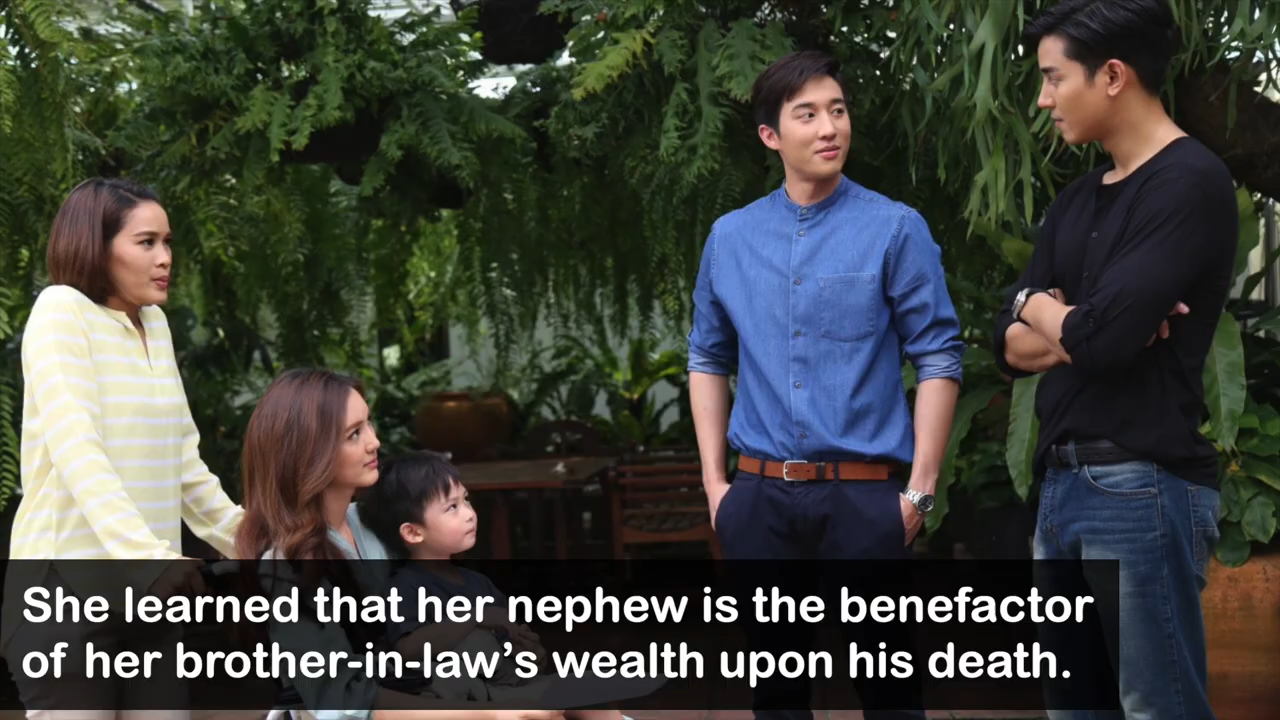 She learned that her nephew is the benefactor
of her brother-in-law’s wealth upon his death.